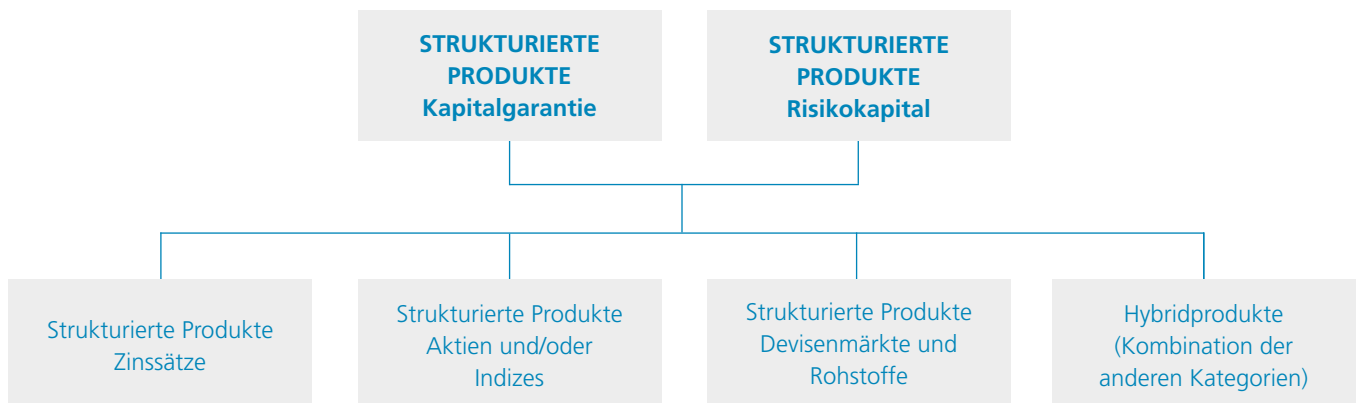 STRUKTURIERTE
PRODUKTE
Kapitalgarantie
STRUKTURIERTE
PRODUKTE
Risikokapital
Strukturierte Produkte
Zinssätze
Strukturierte Produkte
Aktien und/oder
Indizes
Strukturierte Produkte
Devisenmärkte und
Rohstoffe
Hybridprodukte
(Kombination der
anderen Kategorien)